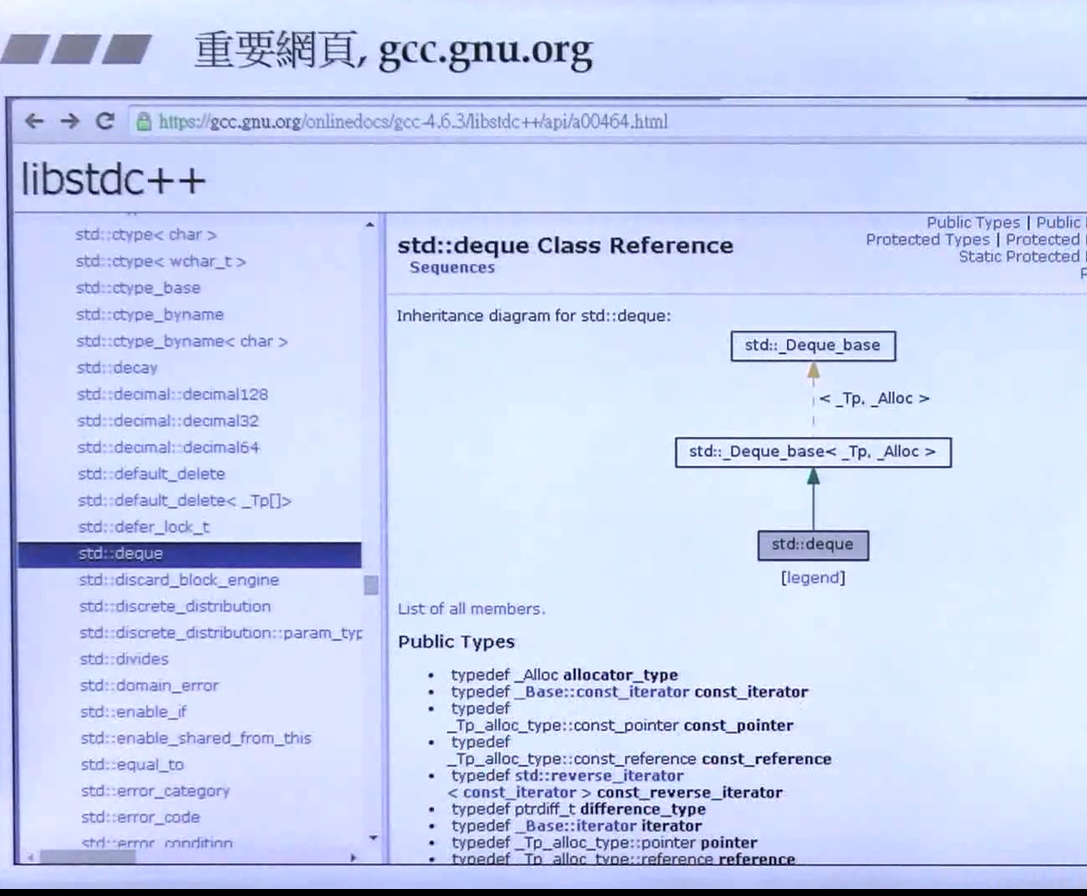 重要網頁, gcc.gnu.org
https://gcc.gnu.org/onlinedocs/gcc-4.6.3/libstdc++/api/a00464.html
libstdc++
std::ctype< char >
std::ctype< wchar_t >
std::ctype_base
std::ctype_byname
std::ctype_byname< char >
std::decay
std::decimal::decimal128
std::decimal::decimal32
std::decimal::decimal64
std::default_delete
std::default_delete< _Tp[]>
std::defer_lock_t
std::deque
std::discard_block_engine
std::discrete_distribution
std::discrete_distribution::param_typ
std::divides
std::domain_error
std::enable_if
std::enable_shared_from_this
std::equal_to
std::error_category
std::error_code
std::error_condition
Public Types | Public
Protected Types | Protected
Static Protected
std::deque Class Reference
Sequences
Inheritance diagram for std::deque:
std::_Deque_base
< _Tp, _Alloc >
std::_Deque_base< _Tp, _Alloc >
std::deque
[legend]
List of all members.
Public Types
• typedef _Alloc allocator_type
• typedef _Base::const_iterator const_iterator
• typedef
_Tp_alloc_type::const_pointer const_pointer
• typedef
_Tp_alloc_type::const_reference const_reference
• typedef std::reverse_iterator
< const_iterator > const_reverse_iterator
• typedef ptrdiff_t difference_type
• typedef _Base::iterator iterator
• typedef _Tp_alloc_type::pointer pointer
• typedef _Tp_alloc_type::reference reference